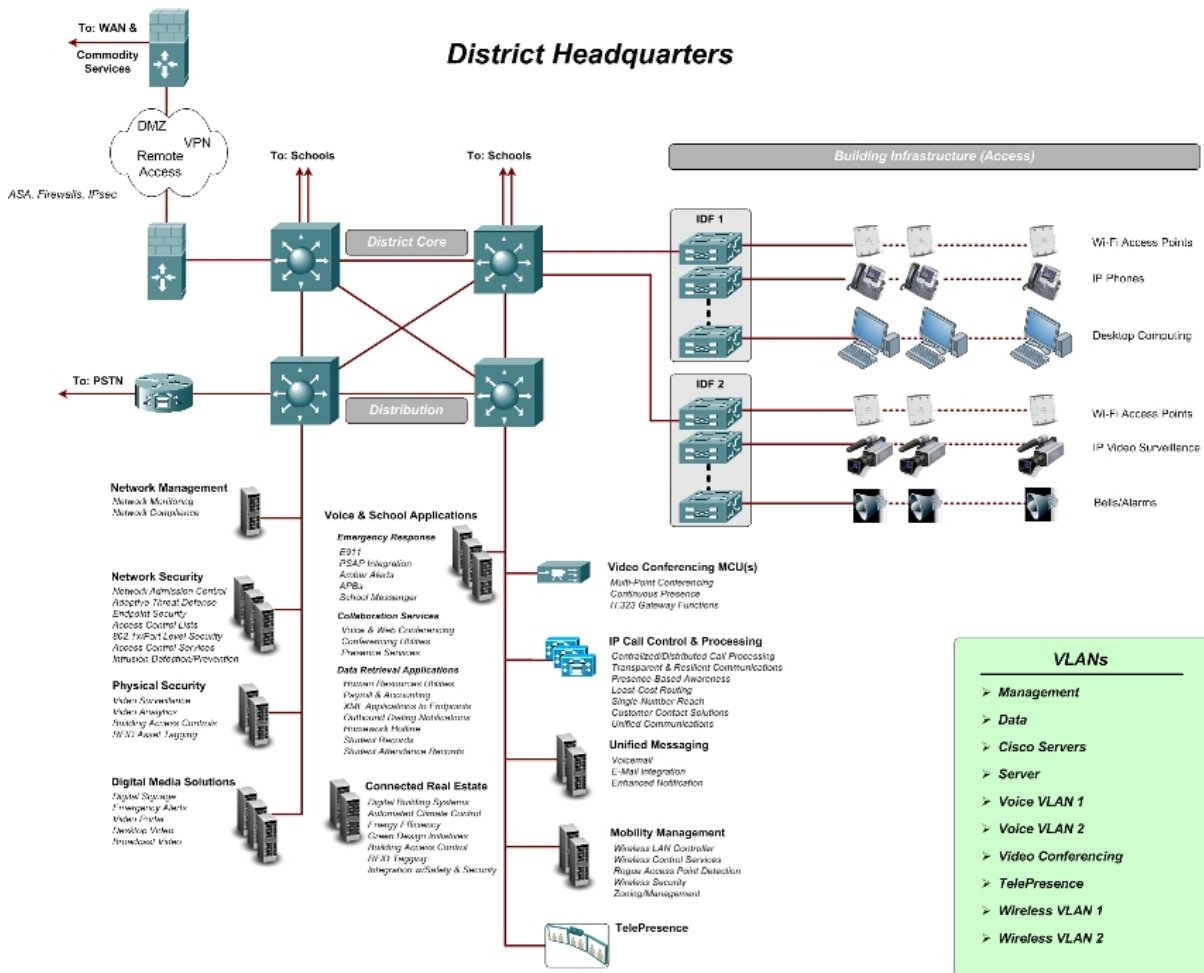 District Headquarters
To: WAN &
Commodity
Services
DMZ
VPN
Remote
Access
ASA, Firewalls, IPsec
To: Schools
To: Schools
District Core
Distribution
To: PSTN
Building Infrastructure (Access)
IDF 1
Wi-Fi Access Points
IP Phones
Desktop Computing
IDF 2
Wi-Fi Access Points
IP Video Surveillance
Bells/Alarms
Network Management
Network Monitoring
Network Compliance
Network Security
Network Admission Control
Adaptive Threat Defense
Endpoint Security
Access Control Lists
802.1x/Port Level Security
Access Control Services
Intrusion Detection/Prevention
Physical Security
Video Surveillance
Video Analytics
Building Access Controls
RFID Asset Tagging
Digital Media Solutions
Digital Signage
Emergency Alerts
Video Portal
Desktop Video
Broadcast Video
Voice & School Applications
Emergency Response
E911
PSAP Integration
Amber Alerts
APBs
School Messenger
Collaboration Services
Voice & Web Conferencing
Conferencing Utilities
Presence Services
Data Retrieval Applications
Human Resources Utilities
Payroll & Accounting
XML Applications to Endpoints
Outbound Dialing Notifications
Homework Hotline
Student Records
Student Attendance Records
Connected Real Estate
Digital Building Systems
Automated Climate Control
Energy Efficiency
Green Design Initiatives
Building Access Control
RFID Tagging
Integration w/Safety & Security
Video Conferencing MCU(s)
Multi-Point Conferencing
Continuous Presence
H.323 Gateway Functions
IP Call Control & Processing
Centralized/Distributed Call Processing
Transparent & Resilient Communications
Presence-Based Awareness
Least-Cost Routing
Single-Number Reach
Customer Contact Solutions
Unified Communications
Unified Messaging
Voicemail
E-Mail Integration
Enhanced Notification
Mobility Management
Wireless LAN Controller
Wireless Control Services
Rogue Access Point Detection
Wireless Security
Zoning/Management
TelePresence
VLANs
➢ Management
➢ Data
➢ Cisco Servers
➢ Server
➢ Voice VLAN 1
➢ Voice VLAN 2
➢ Video Conferencing
➢ TelePresence
➢ Wireless VLAN 1
➢ Wireless VLAN 2